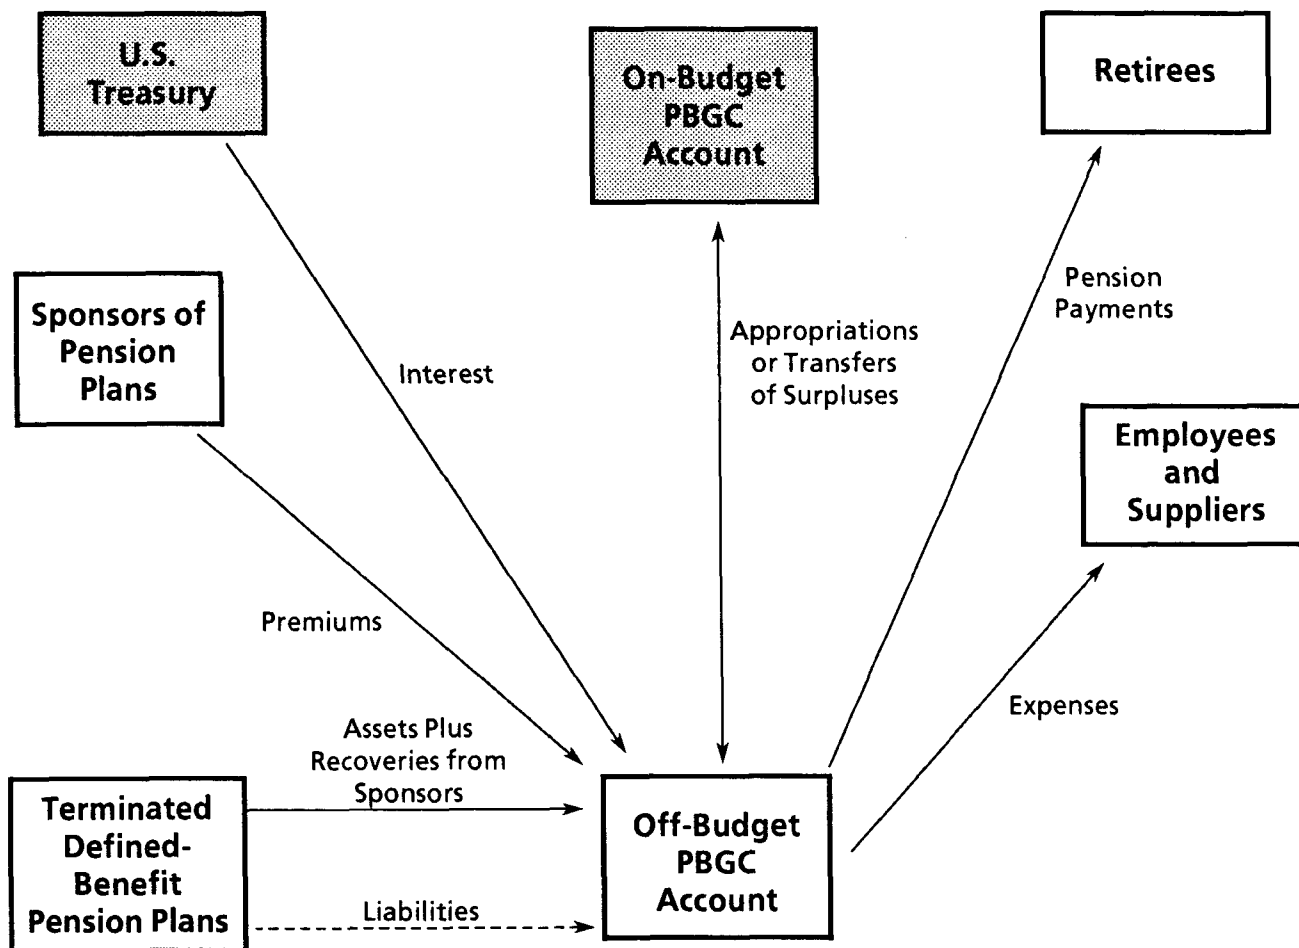 U.S.
Treasury
On-Budget
PBGC
Account
Retirees
Sponsors of
Pension
Plans
Interest
Appropriations
or Transfers
of Surpluses
Pension
Payments
Employees
and
Suppliers
Premiums
Expenses
Assets Plus
Recoveries from
Sponsors
Terminated
Defined-
Benefit
Pension Plans
Liabilities
Off-Budget
PBGC
Account